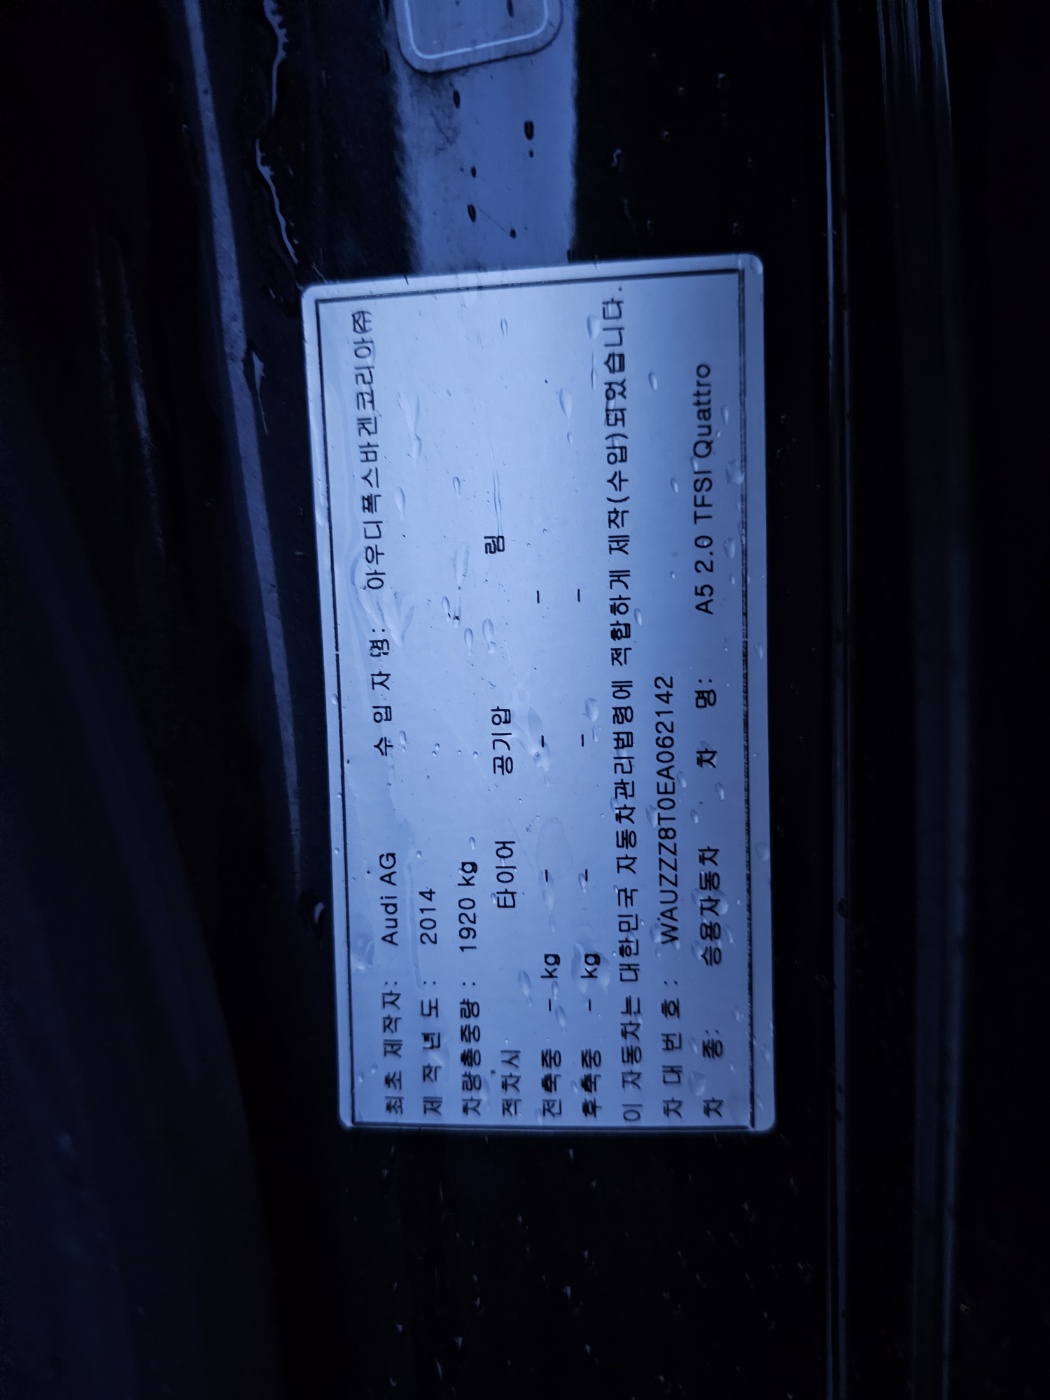 최초 제작자: Audi AG 수 입 자 명: 아우디폭스바겐코리아㈜
제 작 년 도 : 2014
차량총중량 : 1920 kg
적차시 타이어 공기압 림
전축중 - kg - - -
후축중 - kg - - -
이 자동차는 대한민국 자동차관리법령에 적합하게 제작(수입)되었습니다.
차 대 번 호 : WAUZZZ8T0EA062142
차 종: 승용자동차 차 명: A5 2.0 TFSI Quattro